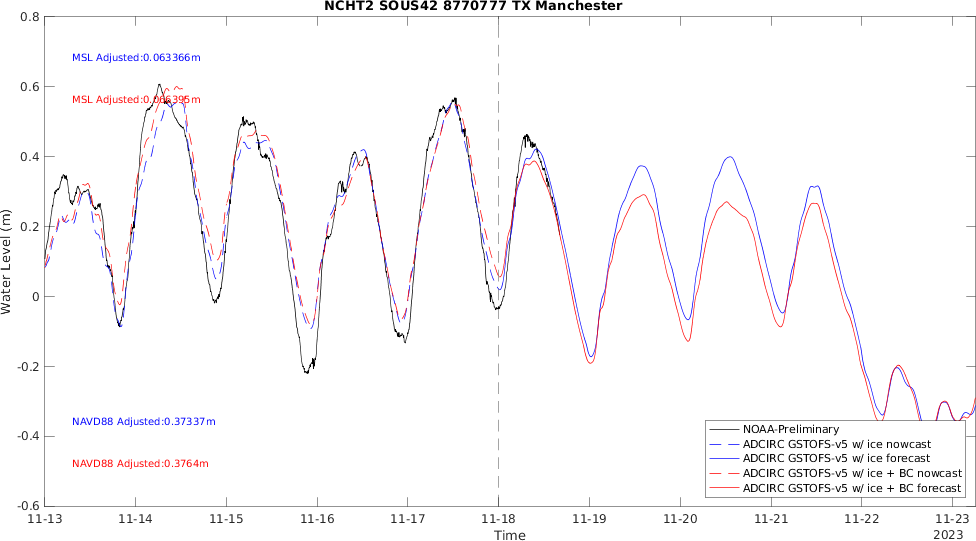 NCHT2 SOUS42 8770777 TX Manchester
0.8
MSL Adjusted:0.063366m
0.6
MSL Adjusted:0.066395m
0.4
0.2
Water Level (m)
0
-0.2
NAVD88 Adjusted:0.37337m
-0.4
NAVD88 Adjusted:0.3764m
-0.6
NOAA-Preliminary
ADCIRC GSTOFS-v5 w/ ice nowcast
ADCIRC GSTOFS-v5 w/ ice forecast
ADCIRC GSTOFS-v5 w/ ice + BC nowcast
ADCIRC GSTOFS-v5 w/ ice + BC forecast
11-13 11-14 11-15 11-16 11-17 11-18 11-19 11-20 11-21 11-22 11-23
Time
2023